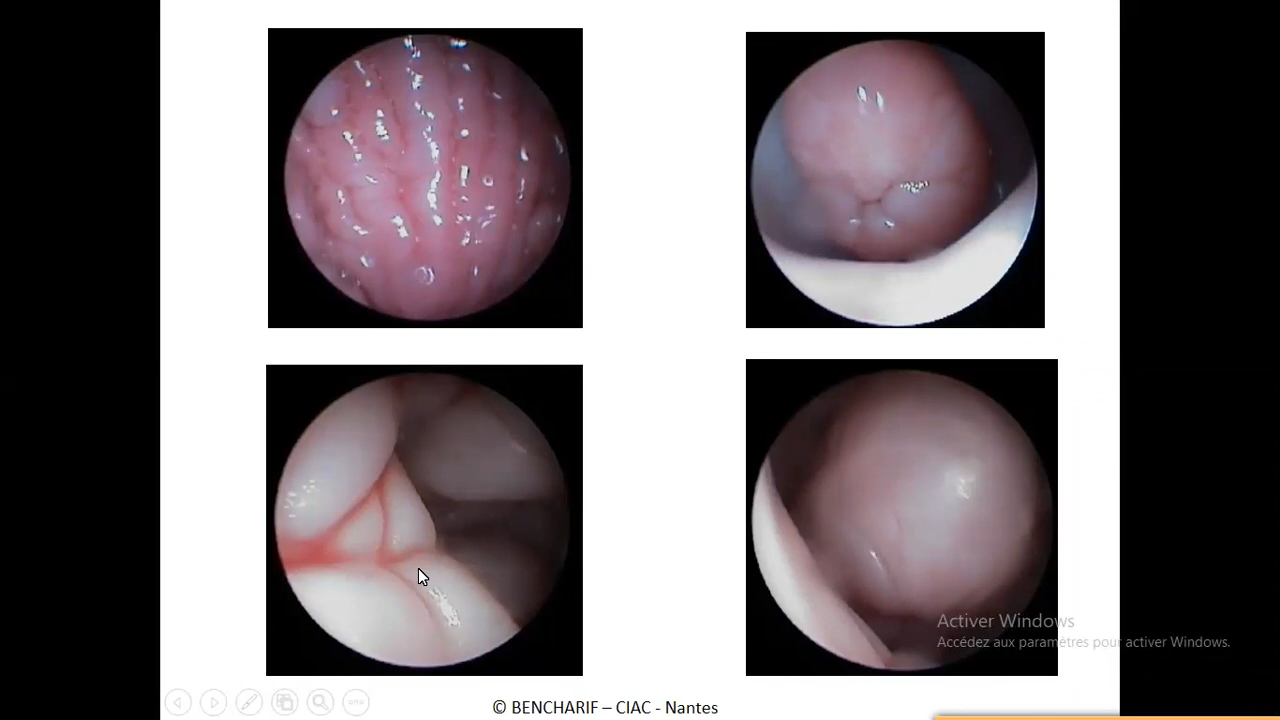 Activer Windows
Accédez aux paramètres pour activer Windows.
© BENCHARIF – CIAC - Nantes